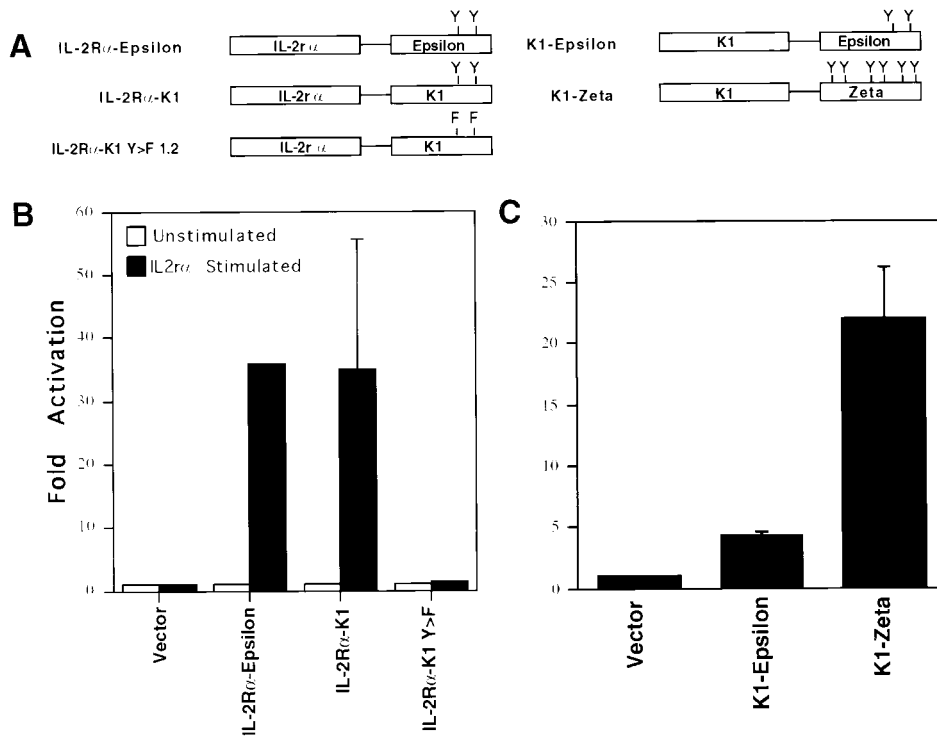 A
IL-2Rα-Epsilon
IL-2r α
Y Y
Epsilon
IL-2Rα-K1
IL-2r α
Y Y
K1
IL-2Rα-K1 Y>F 1.2
IL-2r α
F F
K1
K1-Epsilon
K1
Y Y
Epsilon
K1-Zeta
K1
Y Y Y Y Y Y
Zeta
B
Fold Activation
60
50
40
30
20
10
0
Unstimulated
IL2rα Stimulated
Vector
IL-2Rα-Epsilon
IL-2Rα-K1
IL-2Rα-K1 Y>F
C
30
25
20
15
10
5
0
Vector
K1-Epsilon
K1-Zeta